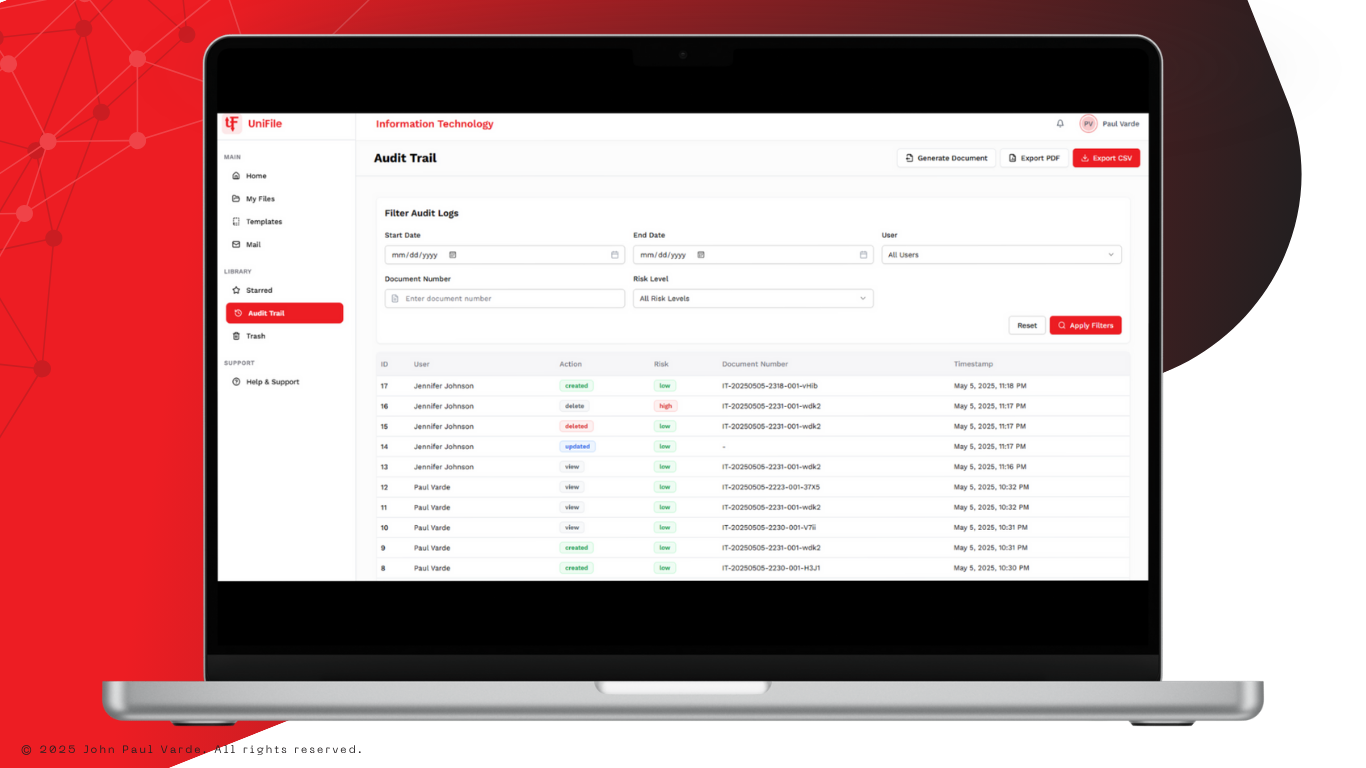 UniFile
Information Technology
PV Paul Varde
MAIN
Home
My Files
Templates
Mail
LIBRARY
Starred
Audit Trail
Trash
SUPPORT
Help & Support
Audit Trail
Generate Document Export PDF Export CSV
Filter Audit Logs
Start Date End Date User
mm/dd/yyyy mm/dd/yyyy All Users
Document Number Risk Level
Enter document number All Risk Levels
Reset Apply Filters
ID User Action Risk Document Number Timestamp
17 Jennifer Johnson created low IT-20250505-2318-001-vHib May 5, 2025, 11:18 PM
16 Jennifer Johnson delete high IT-20250505-2231-001-wdk2 May 5, 2025, 11:17 PM
15 Jennifer Johnson deleted low IT-20250505-2231-001-wdk2 May 5, 2025, 11:17 PM
14 Jennifer Johnson updated low - May 5, 2025, 11:17 PM
13 Jennifer Johnson view low IT-20250505-2231-001-wdk2 May 5, 2025, 11:16 PM
12 Paul Varde view low IT-20250505-2223-001-37X5 May 5, 2025, 10:32 PM
11 Paul Varde view low IT-20250505-2231-001-wdk2 May 5, 2025, 10:32 PM
10 Paul Varde view low IT-20250505-2230-001-V7ii May 5, 2025, 10:31 PM
9 Paul Varde created low IT-20250505-2231-001-wdk2 May 5, 2025, 10:31 PM
8 Paul Varde created low IT-20250505-2230-001-H3J1 May 5, 2025, 10:30 PM
© 2025 John Paul Varde. All rights reserved.